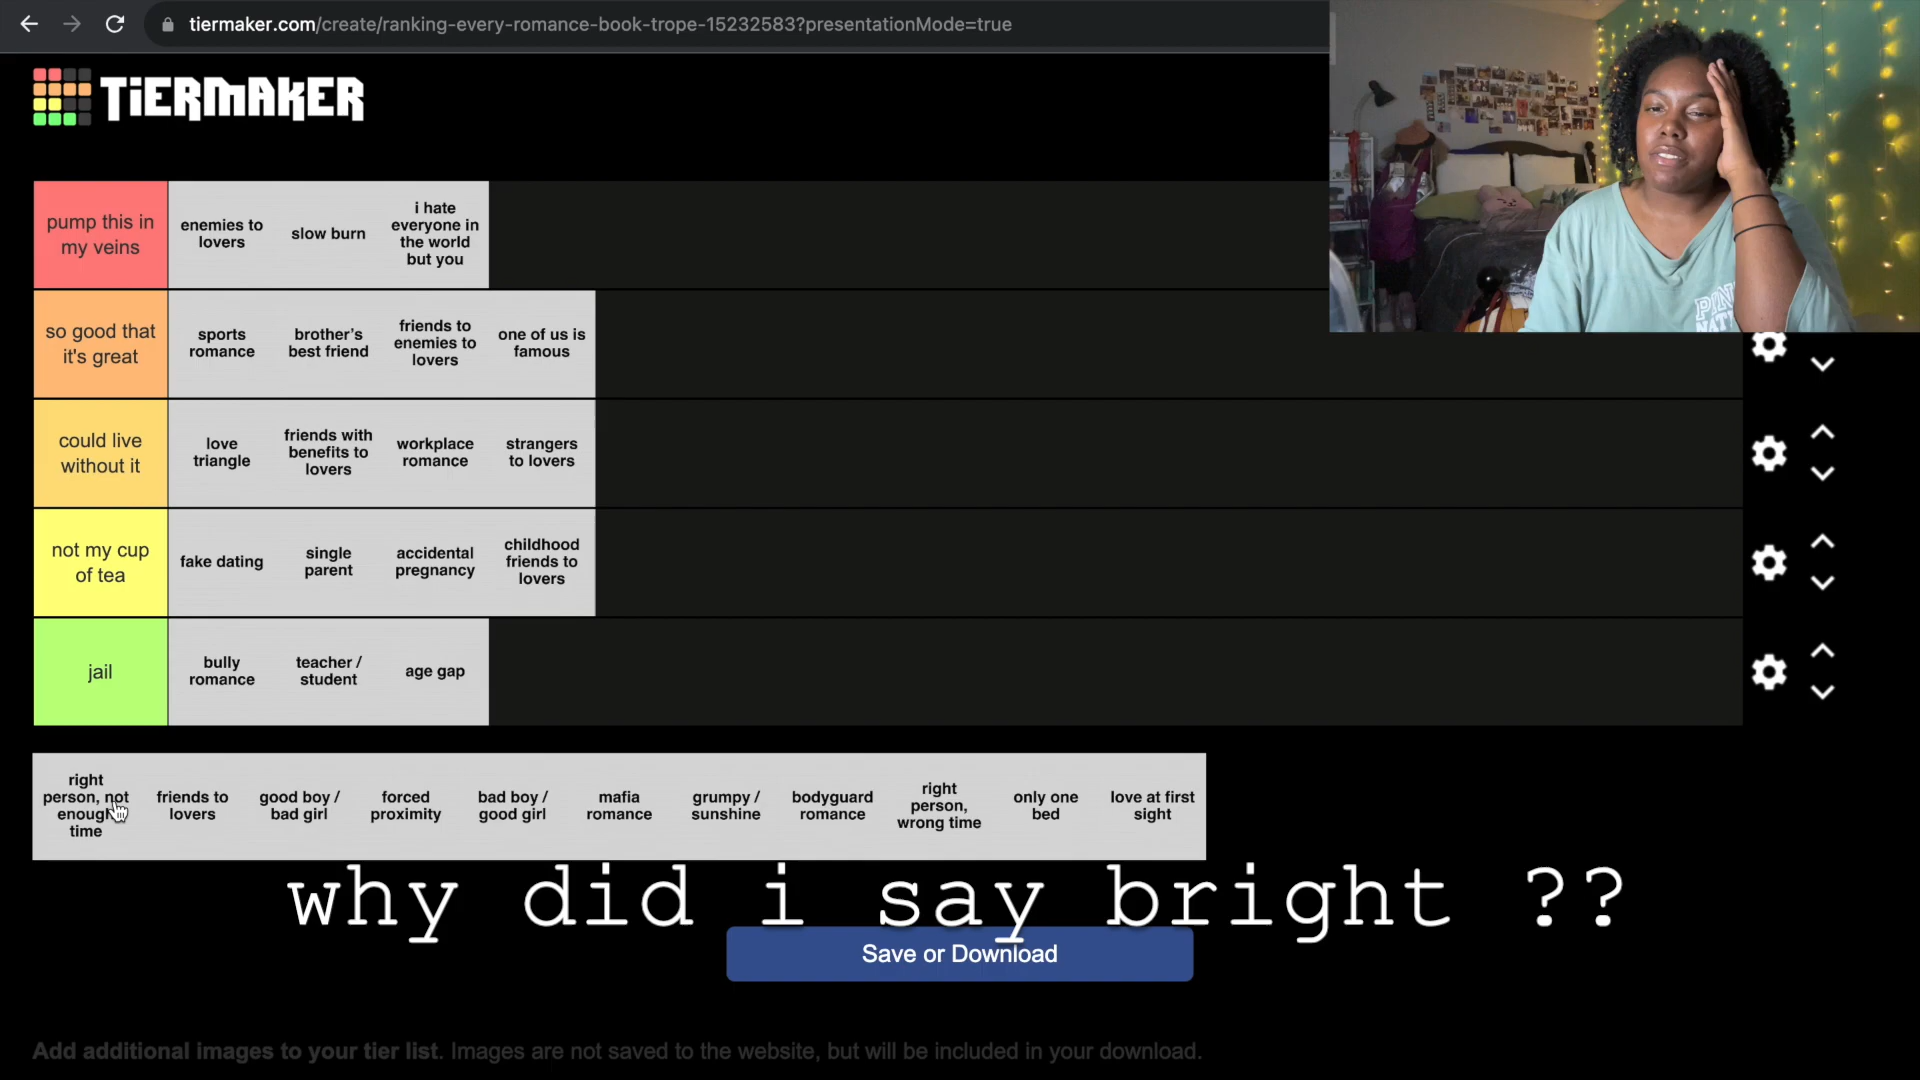 tiermaker.com/create/ranking-every-romance-book-trope-15232583?presentationMode=true
TiERMAKER
pump this in
my veins
enemies to
lovers
slow burn
i hate
everyone in
the world
but you
so good that
it's great
sports
romance
brother's
best friend
friends to
enemies to
lovers
one of us is
famous
could live
without it
love
triangle
friends with
benefits to
lovers
workplace
romance
strangers
to lovers
not my cup
of tea
fake dating
single
parent
accidental
pregnancy
childhood
friends to
lovers
jail
bully
romance
teacher /
student
age gap
right
person, not
enough
time
friends to
lovers
good boy /
bad girl
forced
proximity
bad boy /
good girl
mafia
romance
grumpy /
sunshine
bodyguard
romance
right
person,
wrong time
only one
bed
love at first
sight
why did i say bright ??
Save or Download
Add additional images to your tier list. Images are not saved to the website, but will be included in your download.